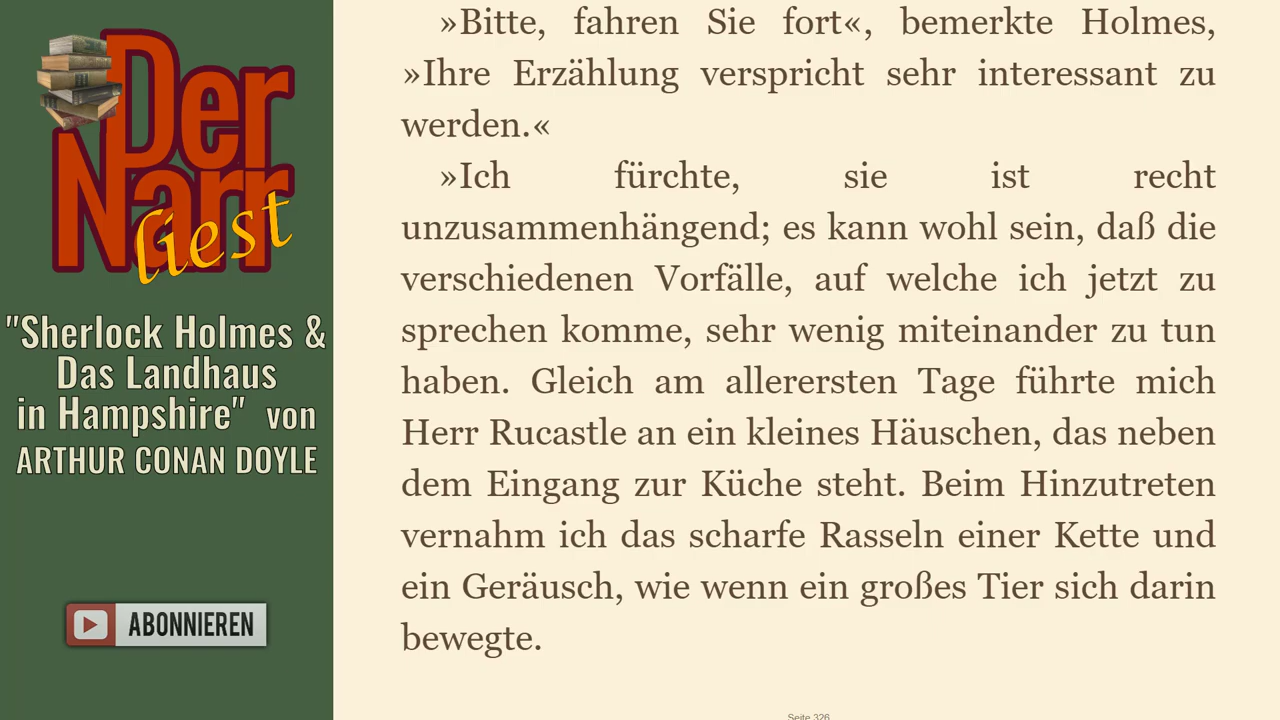 Der
Narr
liest
"Sherlock Holmes &
Das Landhaus
in Hampshire" von
ARTHUR CONAN DOYLE
ABONNIEREN
»Bitte, fahren Sie fort«, bemerkte Holmes,
»Ihre Erzählung verspricht sehr interessant zu
werden.«
»Ich fürchte, sie ist recht
unzusammenhängend; es kann wohl sein, daß die
verschiedenen Vorfälle, auf welche ich jetzt zu
sprechen komme, sehr wenig miteinander zu tun
haben. Gleich am allerersten Tage führte mich
Herr Rucastle an ein kleines Häuschen, das neben
dem Eingang zur Küche steht. Beim Hinzutreten
vernahm ich das scharfe Rasseln einer Kette und
ein Geräusch, wie wenn ein großes Tier sich darin
bewegte.
Seite 326